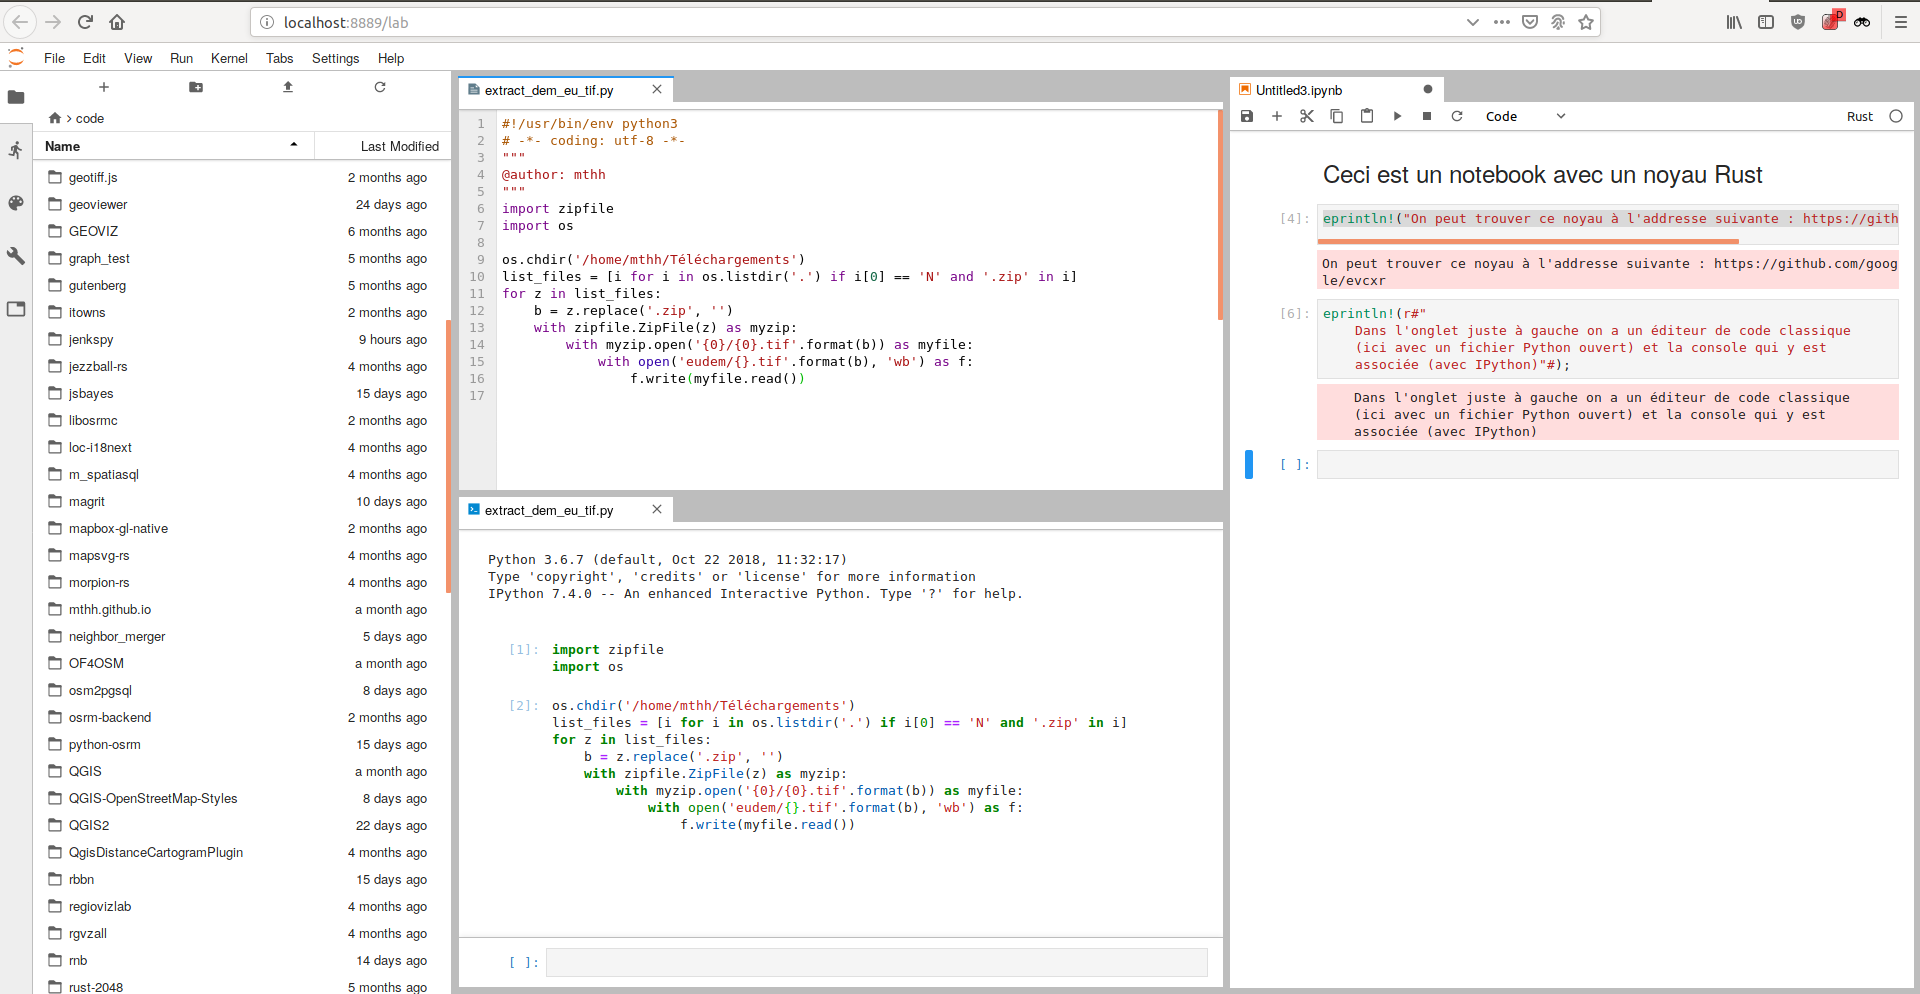 localhost:8889/lab
File Edit View Run Kernel Tabs Settings Help
code
Name Last Modified
geotiff.js 2 months ago
geoviewer 24 days ago
GEOVIZ 6 months ago
graph_test 5 months ago
gutenberg 5 months ago
itowns 2 months ago
jenkspy 9 hours ago
jezzball-rs 4 months ago
jsbayes 15 days ago
libosrmc 2 months ago
loc-i18next 4 months ago
m_spatiasql 4 months ago
magrit 10 days ago
mapbox-gl-native 2 months ago
mapsvg-rs 4 months ago
morpion-rs 4 months ago
mthh.github.io a month ago
neighbor_merger 5 days ago
OF4OSM a month ago
osm2pgsql 8 days ago
osrm-backend 2 months ago
python-osrm 15 days ago
QGIS a month ago
QGIS-OpenStreetMap-Styles 8 days ago
QGIS2 22 days ago
QgisDistanceCartogramPlugin 4 months ago
rbbn 15 days ago
regiovizlab 4 months ago
rgvzall 4 months ago
rnb 14 days ago
rust-2048 5 months ago
extract_dem_eu_tif.py
1 #!/usr/bin/env python3
2 # -*- coding: utf-8 -*-
3 """
4 @author: mthh
5 """
6 import zipfile
7 import os
8
9 os.chdir('/home/mthh/Téléchargements')
10 list_files = [i for i in os.listdir('.') if i[0] == 'N' and '.zip' in i]
11 for z in list_files:
12     b = z.replace('.zip', '')
13     with zipfile.ZipFile(z) as myzip:
14         with myzip.open('{0}/{0}.tif'.format(b)) as myfile:
15             with open('eudem/{}.tif'.format(b), 'wb') as f:
16                 f.write(myfile.read())
17
extract_dem_eu_tif.py
Python 3.6.7 (default, Oct 22 2018, 11:32:17)
Type 'copyright', 'credits' or 'license' for more information
IPython 7.4.0 -- An enhanced Interactive Python. Type '?' for help.
[1]: import zipfile
import os
[2]: os.chdir('/home/mthh/Téléchargements')
list_files = [i for i in os.listdir('.') if i[0] == 'N' and '.zip' in i]
for z in list_files:
    b = z.replace('.zip', '')
    with zipfile.ZipFile(z) as myzip:
        with myzip.open('{0}/{0}.tif'.format(b)) as myfile:
            with open('eudem/{}.tif'.format(b), 'wb') as f:
                f.write(myfile.read())
[ ]:
Untitled3.ipynb
Code Rust
Ceci est un notebook avec un noyau Rust
[4]: eprintln!("On peut trouver ce noyau à l'addresse suivante : https://gith
On peut trouver ce noyau à l'addresse suivante : https://github.com/goog
le/evcxr
[6]: eprintln!(r#"
    Dans l'onglet juste à gauche on a un éditeur de code classique
    (ici avec un fichier Python ouvert) et la console qui y est
    associée (avec IPython)"#);
    Dans l'onglet juste à gauche on a un éditeur de code classique
    (ici avec un fichier Python ouvert) et la console qui y est
    associée (avec IPython)
[ ]: